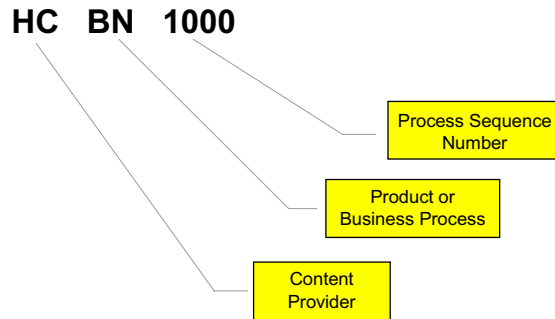 HC BN 1000
Process Sequence
Number
Product or
Business Process
Content
Provider